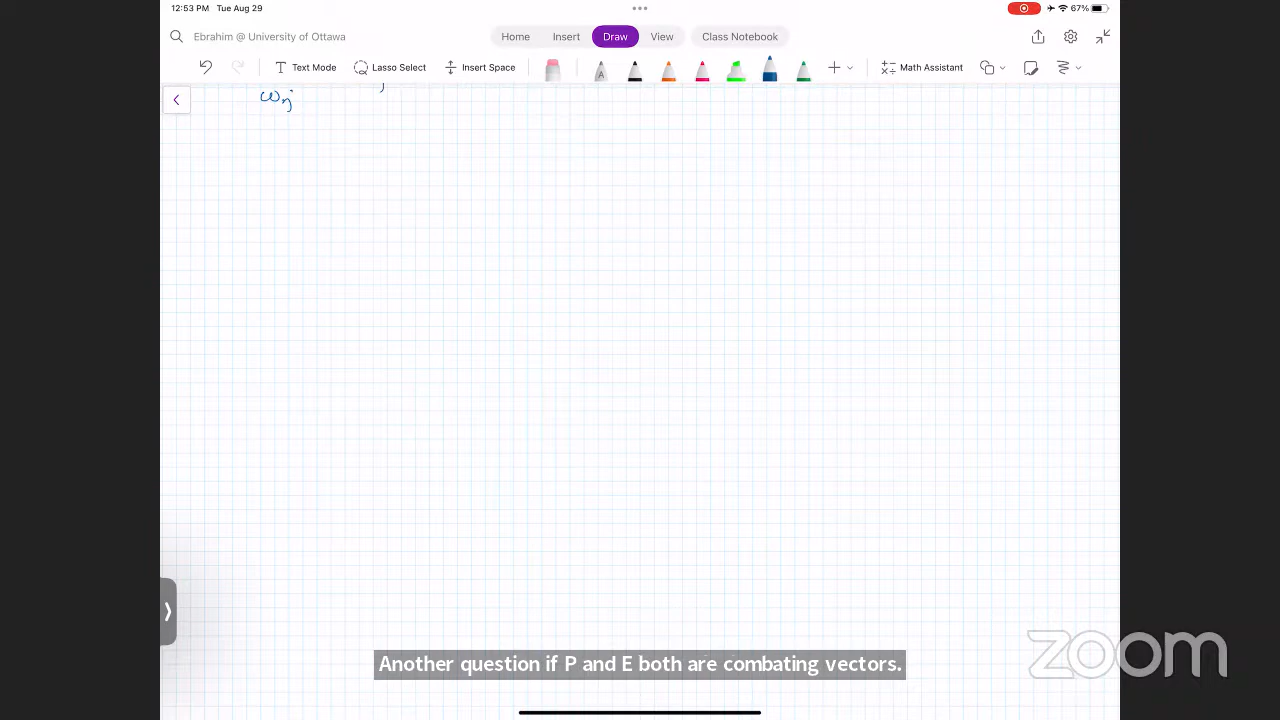 12:53 PM Tue Aug 29
67%
Ebrahim @ University of Ottawa
Home Insert Draw View Class Notebook
Text Mode Lasso Select Insert Space Math Assistant
Another question if P and E both are combating vectors.
zoom